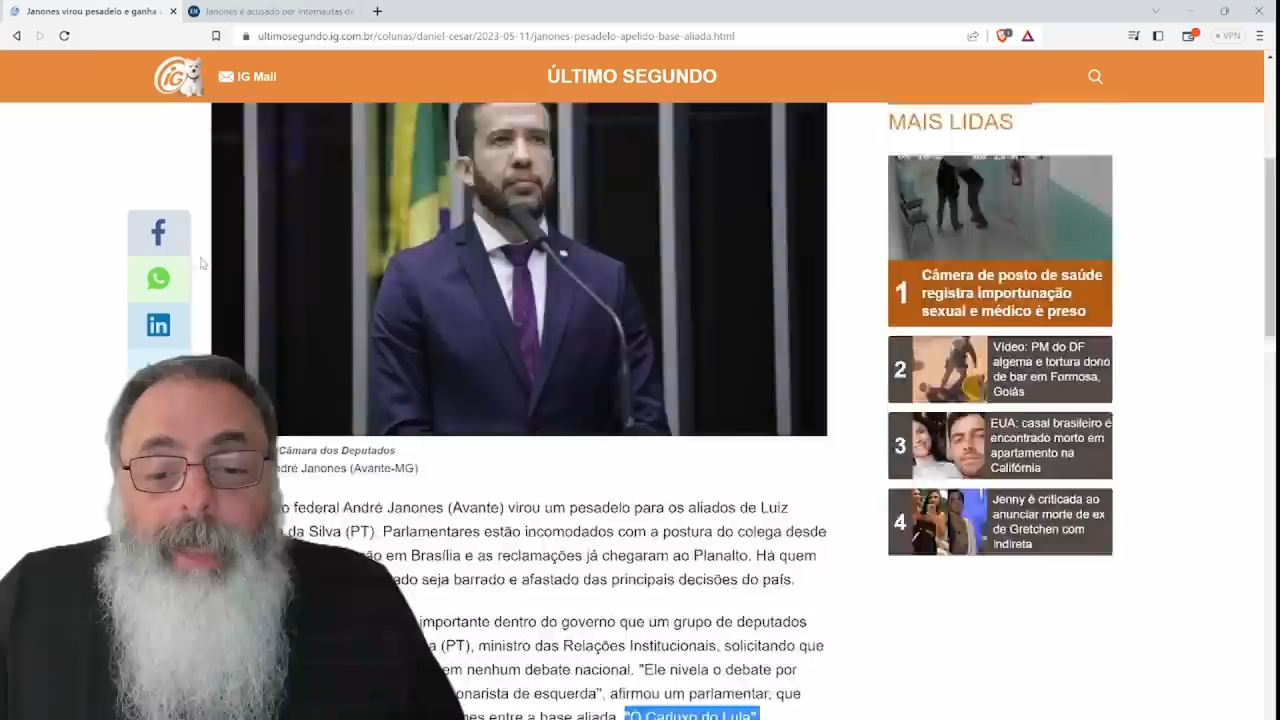 Janones virou pesadelo e ganha
Janones é acusado por internautas de
ultimosegundo.ig.com.br/colunas/daniel-cesar/2023-05-11/janones-pesadelo-apelido-base-aliada.html
VPN
iG
iG Mail
ÚLTIMO SEGUNDO
MAIS LIDAS
1
Câmera de posto de saúde
registra importunação
sexual e médico é preso
2
Vídeo: PM do DF
algema e tortura dono
de bar em Formosa,
Goiás
3
EUA: casal brasileiro é
encontrado morto em
apartamento na
Califórnia
4
Jenny é criticada ao
anunciar morte de ex
de Gretchen com
indireta
Câmara dos Deputados
ndré Janones (Avante-MG)
o federal André Janones (Avante) virou um pesadelo para os aliados de Luiz
da Silva (PT). Parlamentares estão incomodados com a postura do colega desde
ão em Brasília e as reclamações já chegaram ao Planalto. Há quem
ado seja barrado e afastado das principais decisões do país.
importante dentro do governo que um grupo de deputados
a (PT), ministro das Relações Institucionais, solicitando que
em nenhum debate nacional. "Ele nivela o debate por
onarista de esquerda", afirmou um parlamentar, que
nes entre a base aliada. "O Carluxo do Lula"